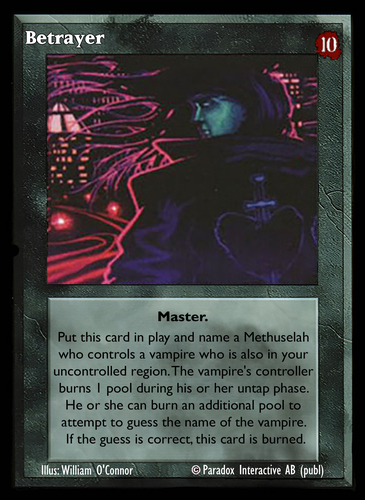 Betrayer
10
Master.
Put this card in play and name a Methuselah
who controls a vampire who is also in your
uncontrolled region. The vampire's controller
burns 1 pool during his or her untap phase.
He or she can burn an additional pool to
attempt to guess the name of the vampire.
If the guess is correct, this card is burned.
Illus: William O'Connor © Paradox Interactive AB (publ)